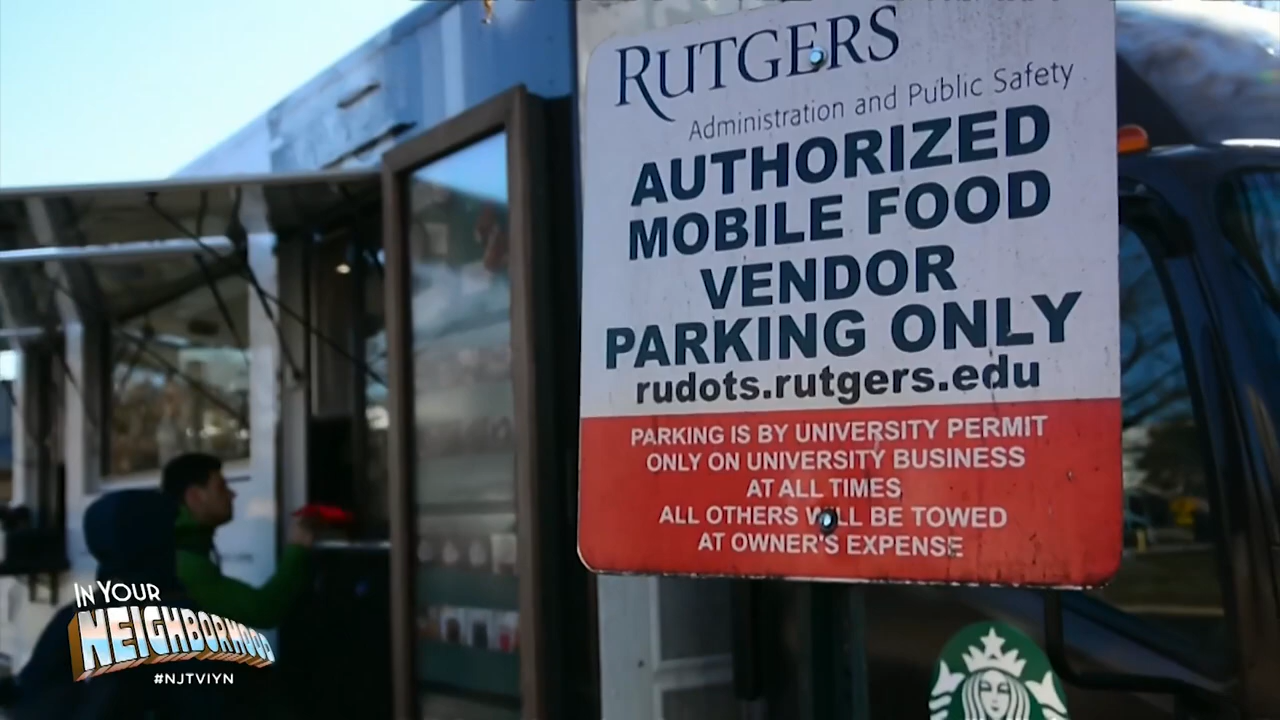 RUTGERS
Administration and Public Safety
AUTHORIZED
MOBILE FOOD
VENDOR
PARKING ONLY
rudots.rutgers.edu
PARKING IS BY UNIVERSITY PERMIT
ONLY ON UNIVERSITY BUSINESS
AT ALL TIMES
ALL OTHERS WILL BE TOWED
AT OWNER'S EXPENSE
IN YOUR
NEIGHBORHOOD
#NJTVIYN